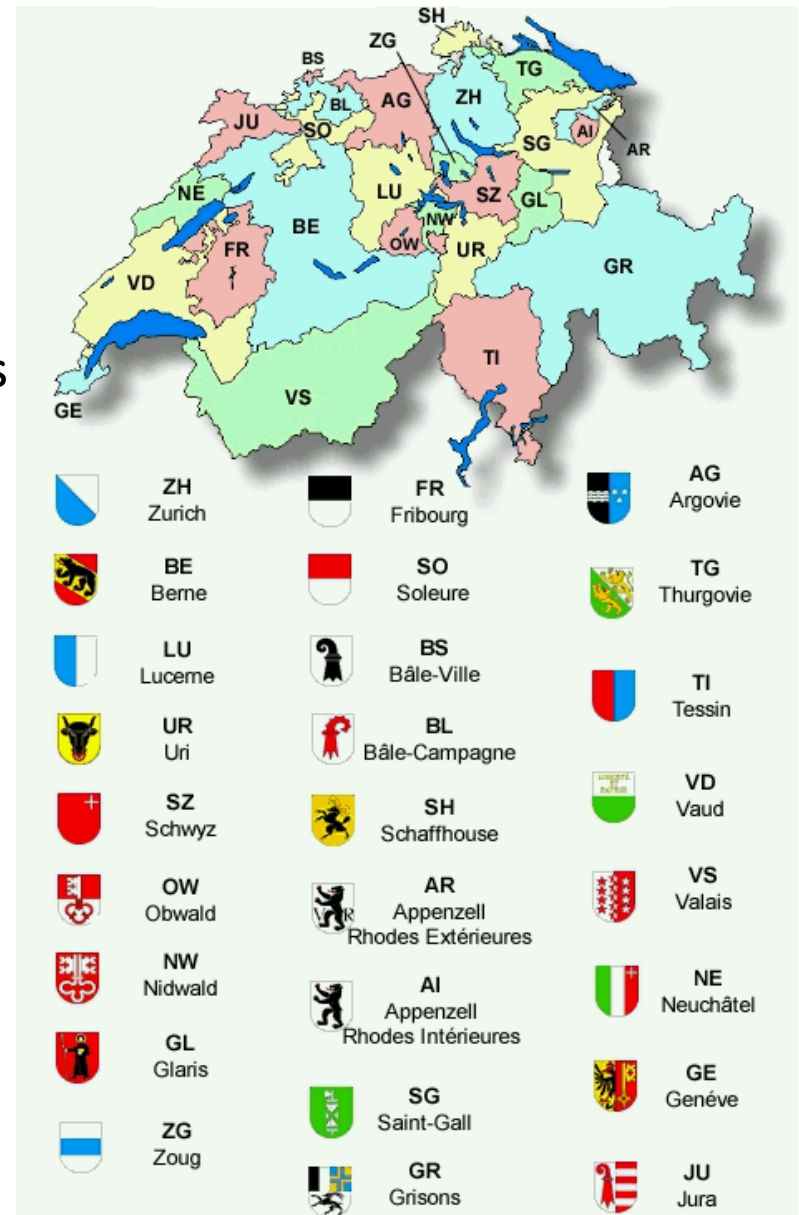 SH
ZG
BS
TG
BL
AG
ZH
JU
SO
SG
AI
AR
NE
LU
SZ
GL
NW
BE
OW
FR
UR
GR
VD
TI
VS
GE
s
ZH
Zurich
BE
Berne
LU
Lucerne
UR
Uri
SZ
Schwyz
OW
Obwald
NW
Nidwald
GL
Glaris
ZG
Zoug
FR
Fribourg
SO
Soleure
BS
Bâle-Ville
BL
Bâle-Campagne
SH
Schaffhouse
V R
AR
Appenzell
Rhodes Extérieures
AI
Appenzell
Rhodes Intérieures
SG
Saint-Gall
GR
Grisons
AG
Argovie
TG
Thurgovie
TI
Tessin
LIBERTÉ
ET
PATRIE
VD
Vaud
VS
Valais
NE
Neuchâtel
GE
Genéve
JU
Jura